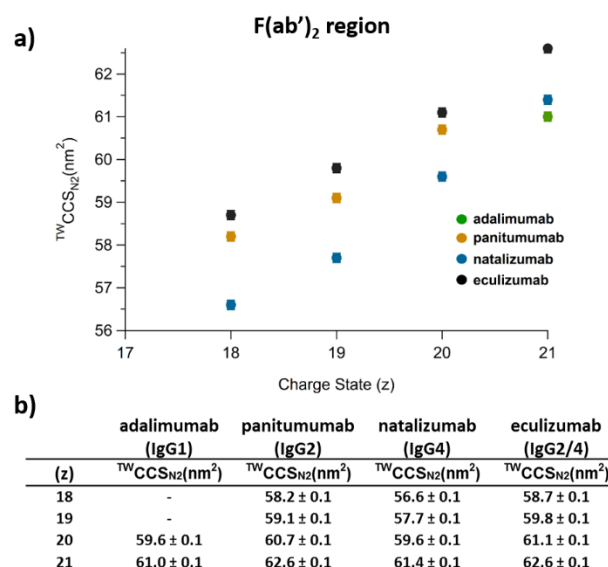 F(ab')₂ region
a)
62
61
60
59
58
57
56
ᵀᵂCCS_N2(nm²)
17 18 19 20 21
Charge State (z)
adalimumab
panitumumab
natalizumab
eculizumab
b)
adalimumab panitumumab natalizumab eculizumab
(IgG1) (IgG2) (IgG4) (IgG2/4)
(z) ᵀᵂCCS_N2(nm²) ᵀᵂCCS_N2(nm²) ᵀᵂCCS_N2(nm²) ᵀᵂCCS_N2(nm²)
18 - 58.2 ± 0.1 56.6 ± 0.1 58.7 ± 0.1
19 - 59.1 ± 0.1 57.7 ± 0.1 59.8 ± 0.1
20 59.6 ± 0.1 60.7 ± 0.1 59.6 ± 0.1 61.1 ± 0.1
21 61.0 ± 0.1 62.6 ± 0.1 61.4 ± 0.1 62.6 ± 0.1